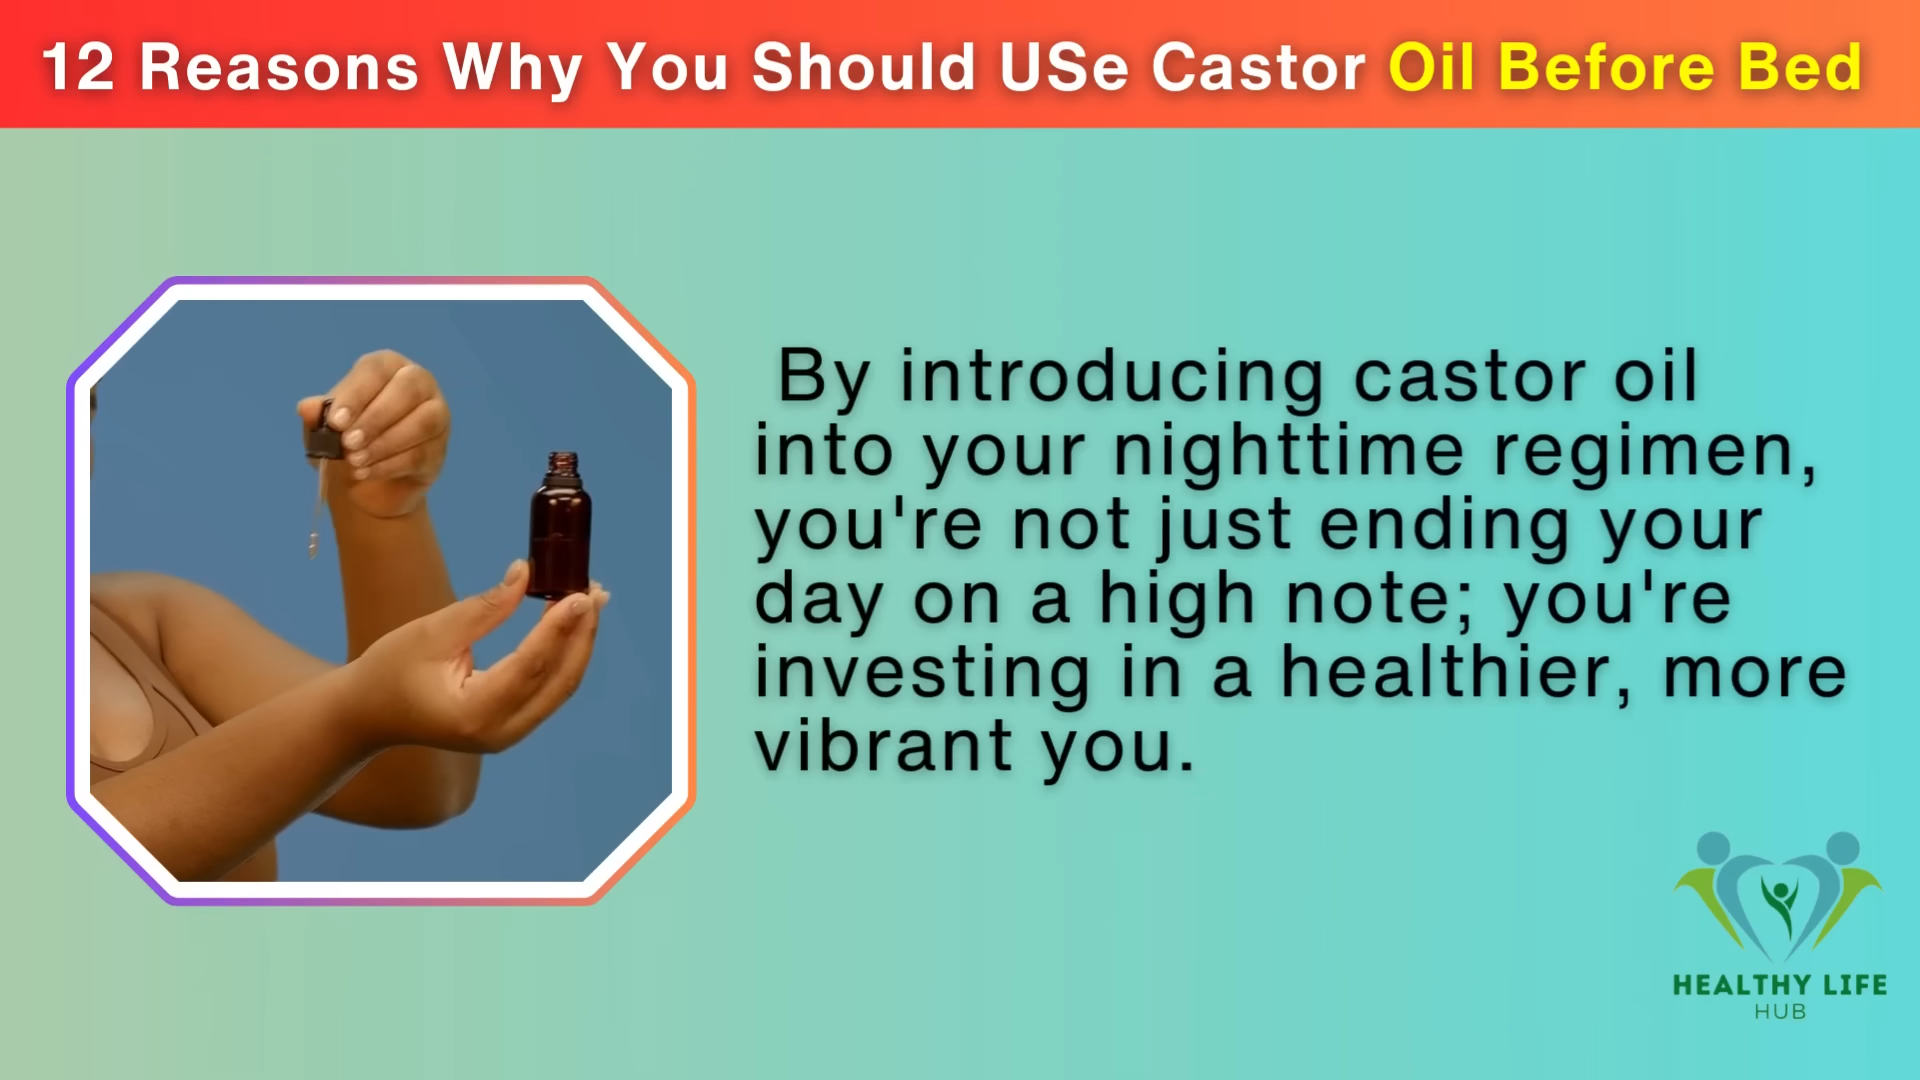 12 Reasons Why You Should USe Castor Oil Before Bed
By introducing castor oil
into your nighttime regimen,
you're not just ending your
day on a high note; you're
investing in a healthier, more
vibrant you.
HEALTHY LIFE
HUB